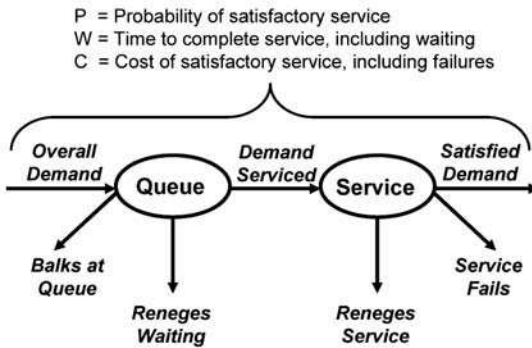 P = Probability of satisfactory service
W = Time to complete service, including waiting
C = Cost of satisfactory service, including failures
Overall
Demand
Queue
Demand
Serviced
Service
Satisfied
Demand
Balks at
Queue
Reneges
Waiting
Reneges
Service
Service
Fails